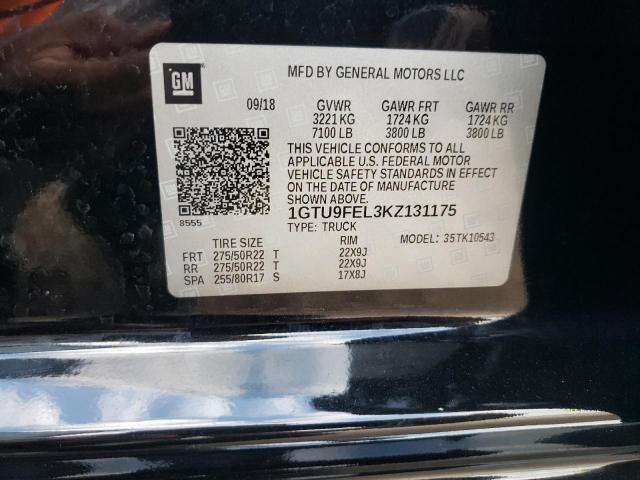 GM
MFD BY GENERAL MOTORS LLC
09/18 GVWR GAWR FRT GAWR RR
3221 KG 1724 KG 1724 KG
7100 LB 3800 LB 3800 LB
THIS VEHICLE CONFORMS TO ALL
APPLICABLE U.S. FEDERAL MOTOR
VEHICLE SAFETY STANDARDS IN EFFECT
ON THE DATE OF MANUFACTURE
SHOWN ABOVE.
8555
1GTU9FEL3KZ131175
TYPE: TRUCK
TIRE SIZE RIM MODEL: 35TK10543
FRT 275/50R22 T 22X9J
RR 275/50R22 T 22X9J
SPA 255/80R17 S 17X8J